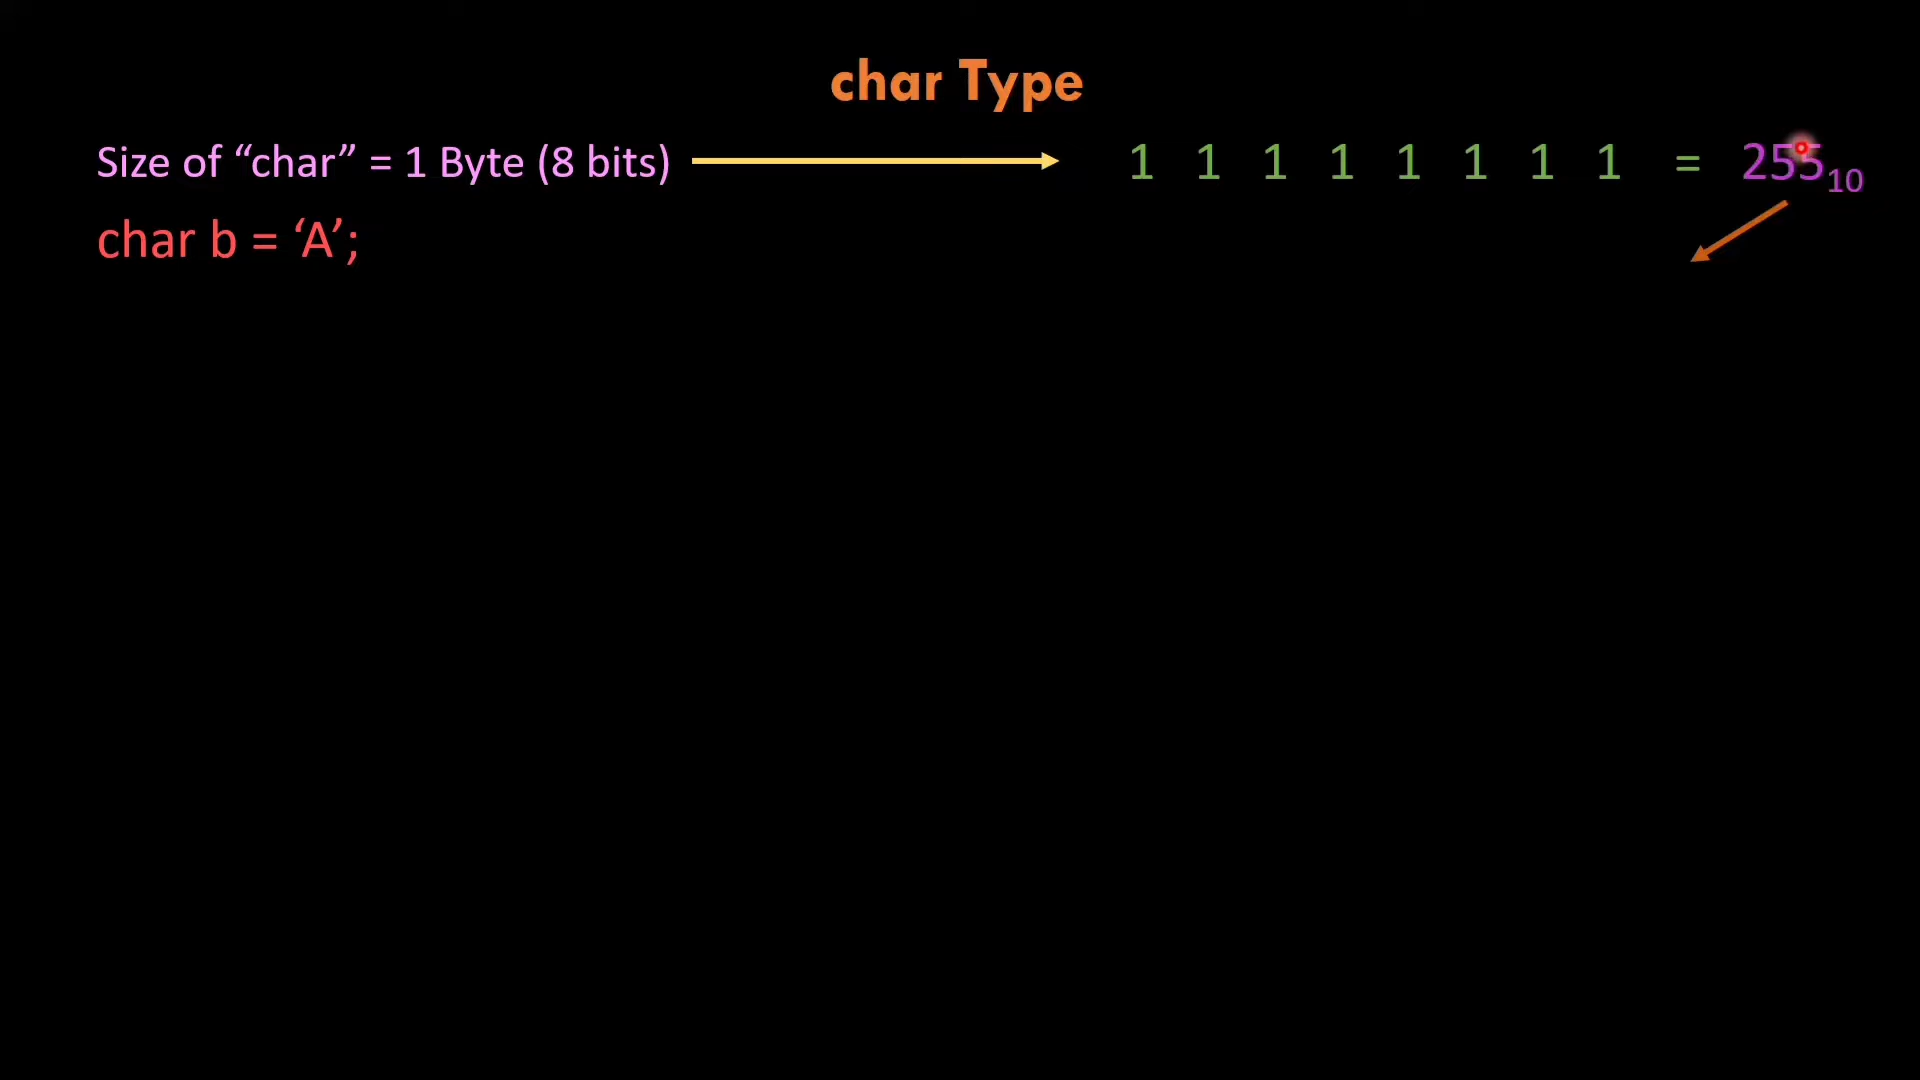 char Type
Size of “char” = 1 Byte (8 bits) 1 1 1 1 1 1 1 1 = 255₁₀
char b = ‘A’;